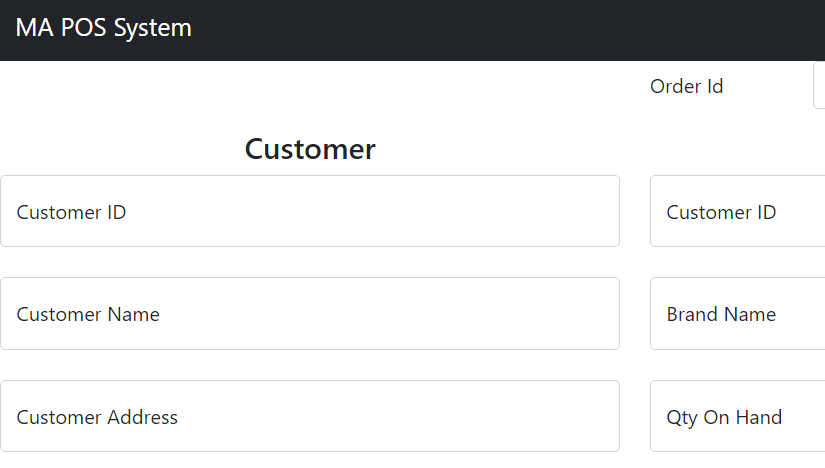 MA POS System
Order Id
Customer
Customer ID
Customer ID
Customer Name
Brand Name
Customer Address
Qty On Hand